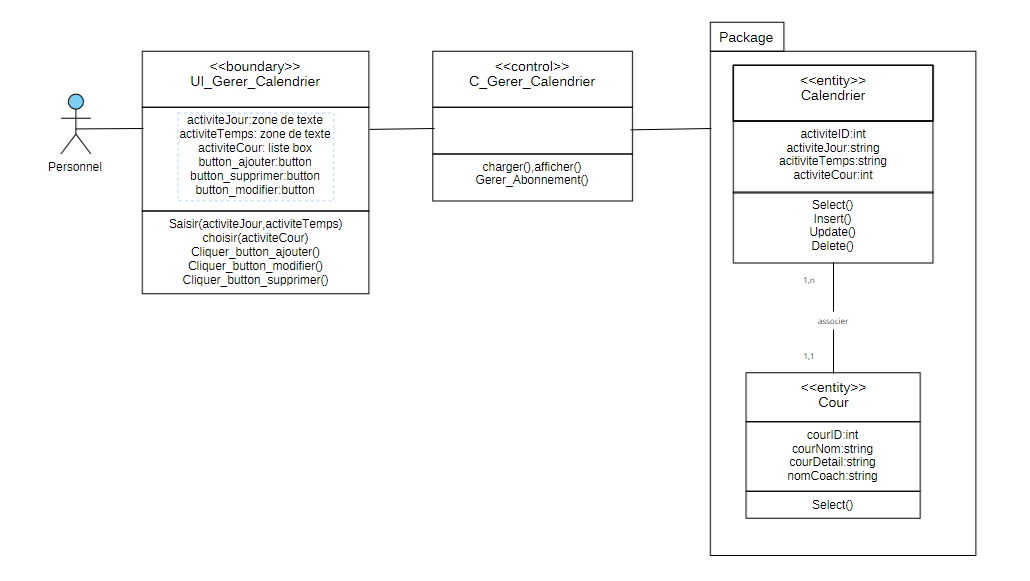 Personnel
<<boundary>>
UI_Gerer_Calendrier
activiteJour:zone de texte
activiteTemps: zone de texte
activiteCour: liste box
button_ajouter:button
button_supprimer:button
button_modifier:button
Saisir(activiteJour,activiteTemps)
choisir(activiteCour)
Cliquer_button_ajouter()
Cliquer_button_modifier()
Cliquer_button_supprimer()
<<control>>
C_Gerer_Calendrier
charger(),afficher()
Gerer_Abonnement()
Package
<<entity>>
Calendrier
activiteID:int
activiteJour:string
acitiviteTemps:string
activiteCour:int
Select()
Insert()
Update()
Delete()
1,n
associer
1,1
<<entity>>
Cour
courID:int
courNom:string
courDetail:string
nomCoach:string
Select()